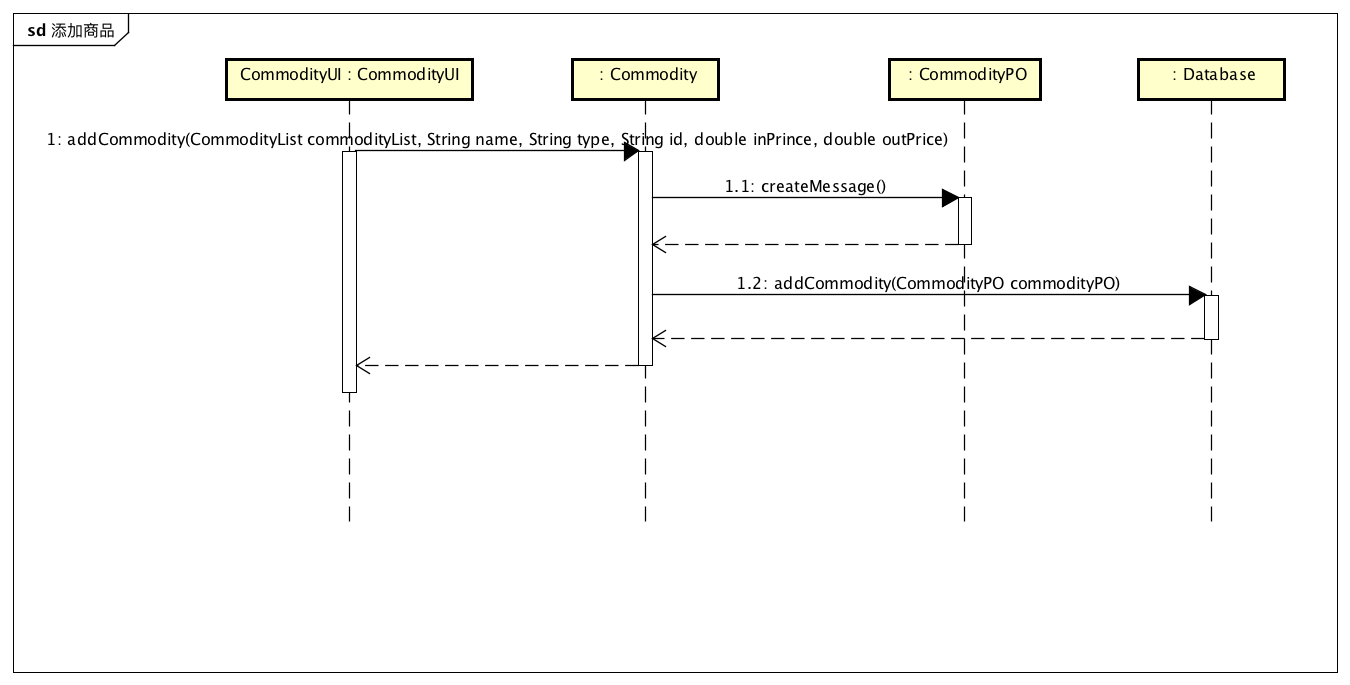 sd 添加商品
CommodityUI : CommodityUI
: Commodity
: CommodityPO
: Database
1: addCommodity(CommodityList commodityList, String name, String type, String id, double inPrince, double outPrice)
1.1: createMessage()
1.2: addCommodity(CommodityPO commodityPO)